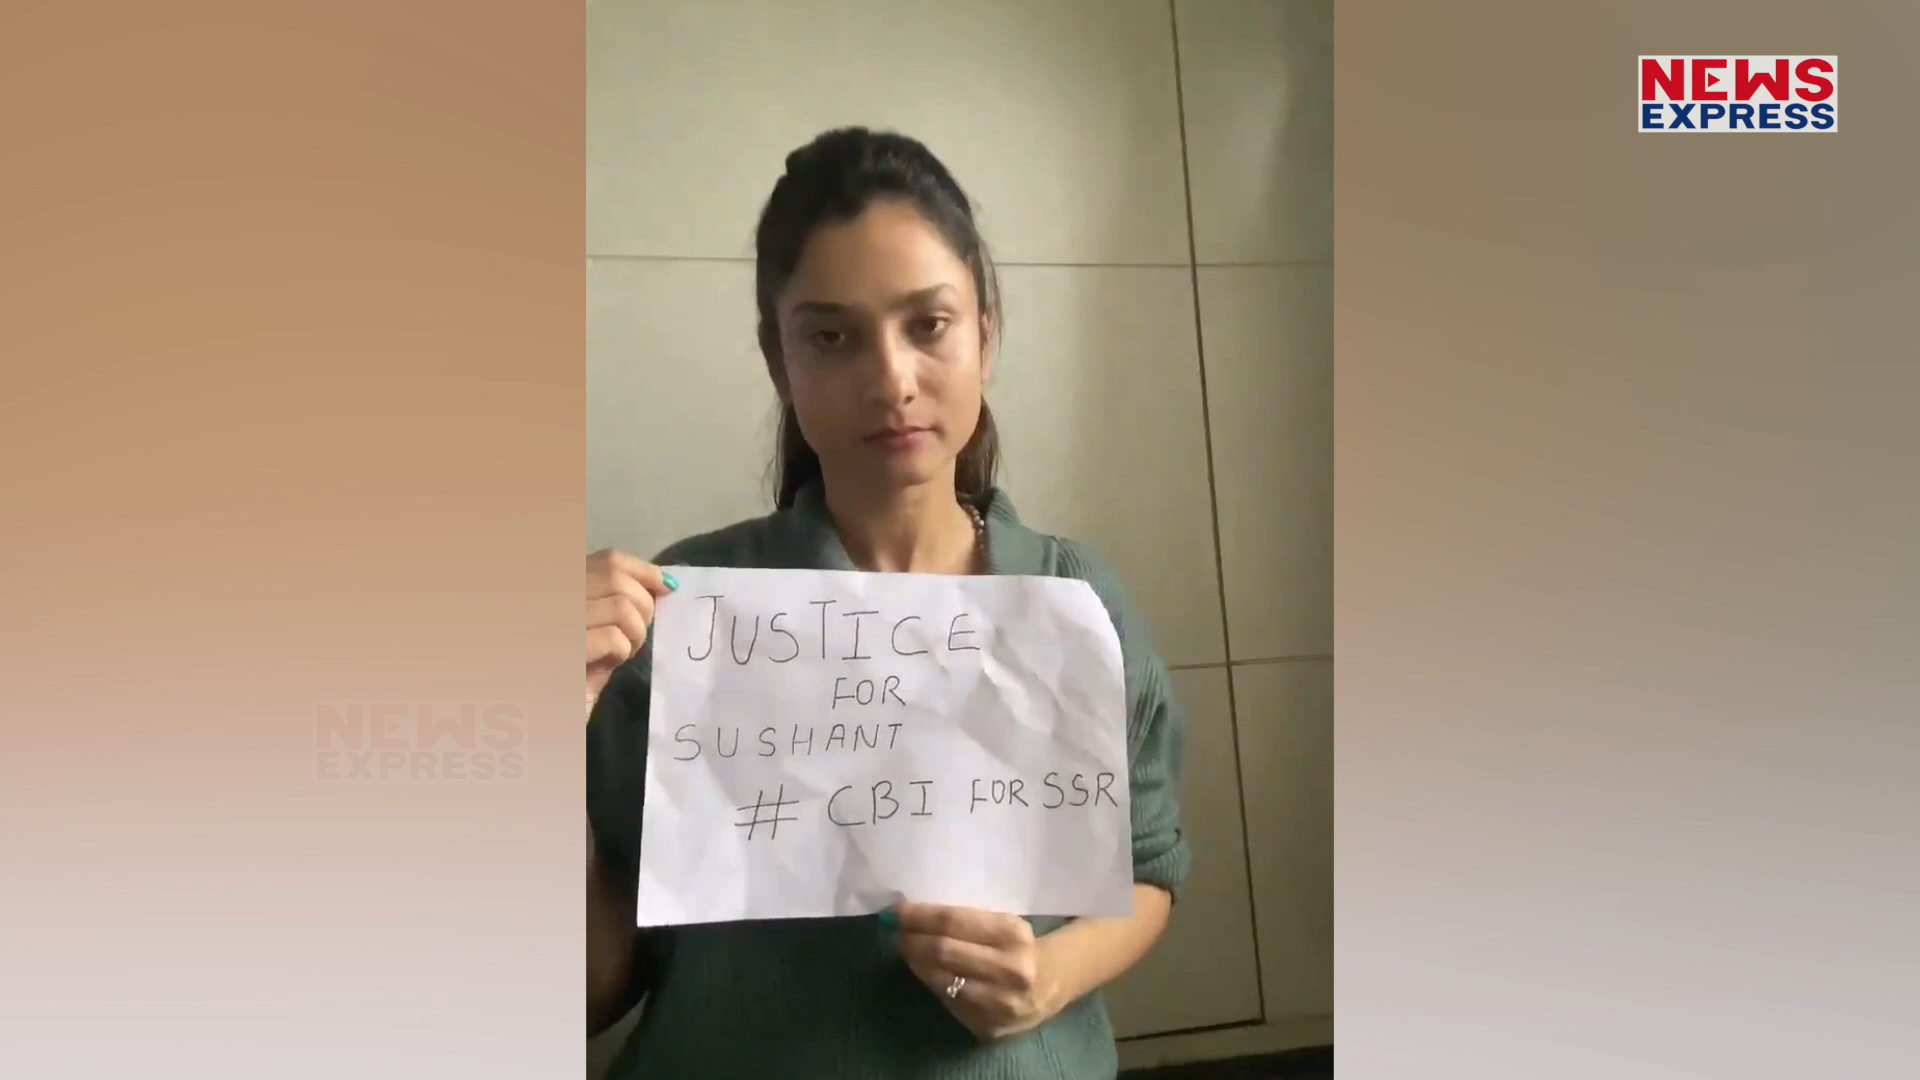 NEWS
EXPRESS
JUSTICE
FOR
SUSHANT
# CBI FOR SSR
NEWS
EXPRESS